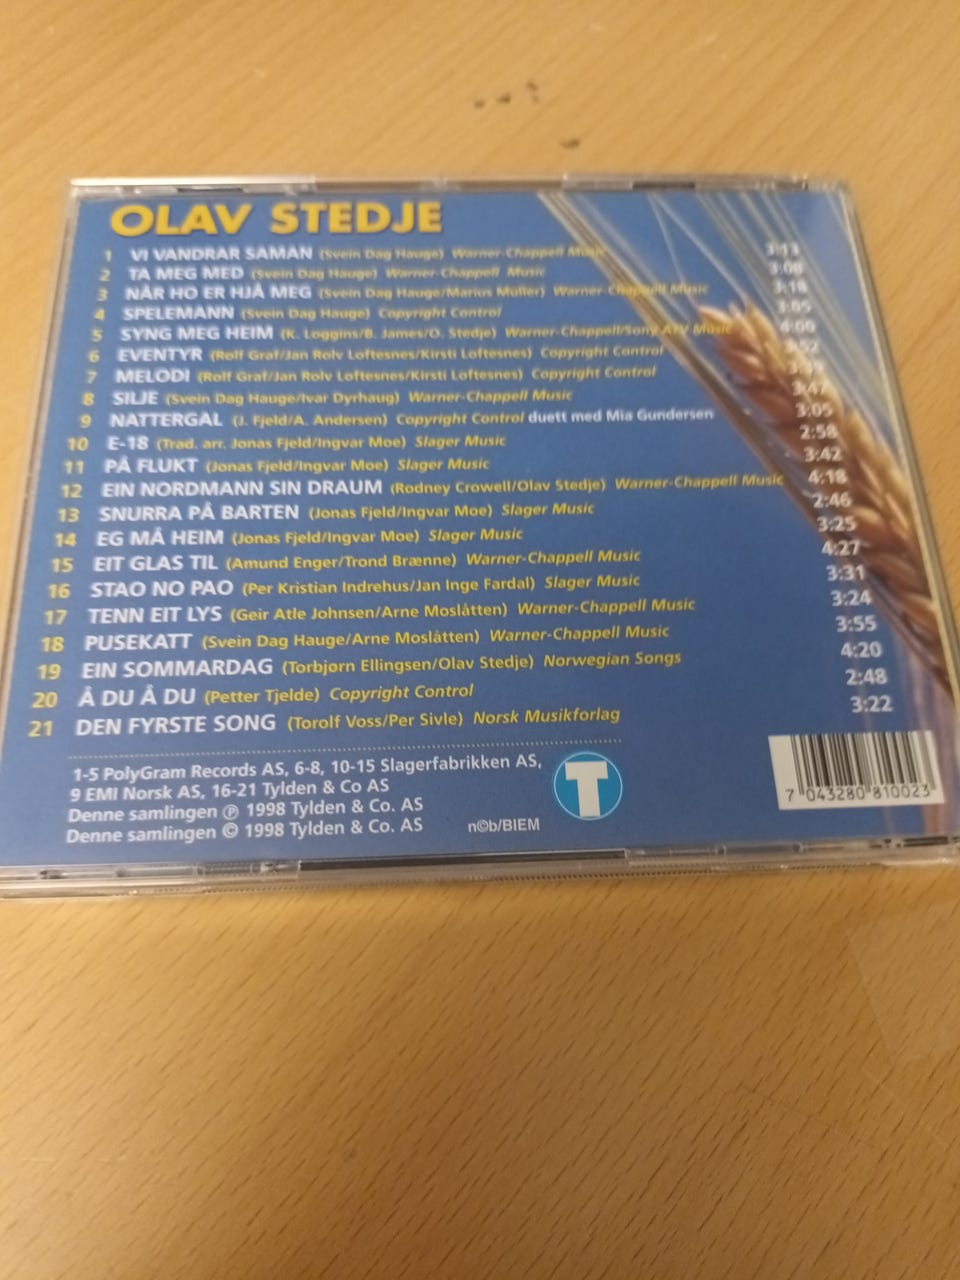 OLAV STEDJE
1 VI VANDRAR SAMAN (Svein Dag Hauge) Warner-Chappell Music 3:13
2 TA MEG MED (Svein Dag Hauge) Warner-Chappell Music 3:08
3 NÅR HO ER HJÅ MEG (Svein Dag Hauge/Marius Müller) Warner-Chappell Music 3:18
4 SPELEMANN (Svein Dag Hauge) Copyright Control 3:05
5 SYNG MEG HEIM (K. Loggins/B. James/O. Stedje) Warner-Chappell/Sony ATV Music 4:00
6 EVENTYR (Rolf Graf/Jan Rolv Loftesnes/Kirsti Loftesnes) Copyright Control
7 MELODI (Rolf Graf/Jan Rolv Loftesnes/Kirsti Loftesnes) Copyright Control
8 SILJE (Svein Dag Hauge/Ivar Dyrhaug) Warner-Chappell Music 3:47
9 NATTERGAL (J. Fjeld/A. Andersen) Copyright Control duett med Mia Gundersen 3:05
10 E-18 (Trad. arr. Jonas Fjeld/Ingvar Moe) Slager Music 2:58
11 PÅ FLUKT (Jonas Fjeld/Ingvar Moe) Slager Music 3:42
12 EIN NORDMANN SIN DRAUM (Rodney Crowell/Olav Stedje) Warner-Chappell Music 4:18
13 SNURRA PÅ BARTEN (Jonas Fjeld/Ingvar Moe) Slager Music 2:46
14 EG MÅ HEIM (Jonas Fjeld/Ingvar Moe) Slager Music 3:25
15 EIT GLAS TIL (Amund Enger/Trond Brænne) Warner-Chappell Music 4:27
16 STAO NO PAO (Per Kristian Indrehus/Jan Inge Fardal) Slager Music 3:31
17 TENN EIT LYS (Geir Atle Johnsen/Arne Moslåtten) Warner-Chappell Music 3:24
18 PUSEKATT (Svein Dag Hauge/Arne Moslåtten) Warner-Chappell Music 3:55
19 EIN SOMMARDAG (Torbjørn Ellingsen/Olav Stedje) Norwegian Songs 4:20
20 Å DU Å DU (Petter Tjelde) Copyright Control 2:48
21 DEN FYRSTE SONG (Torolf Voss/Per Sivle) Norsk Musikforlag 3:22
1-5 PolyGram Records AS, 6-8, 10-15 Slagerfabrikken AS,
9 EMI Norsk AS, 16-21 Tylden & Co AS
Denne samlingen ℗ 1998 Tylden & Co. AS
Denne samlingen © 1998 Tylden & Co. AS
n©b/BIEM
T
7 043280 810023